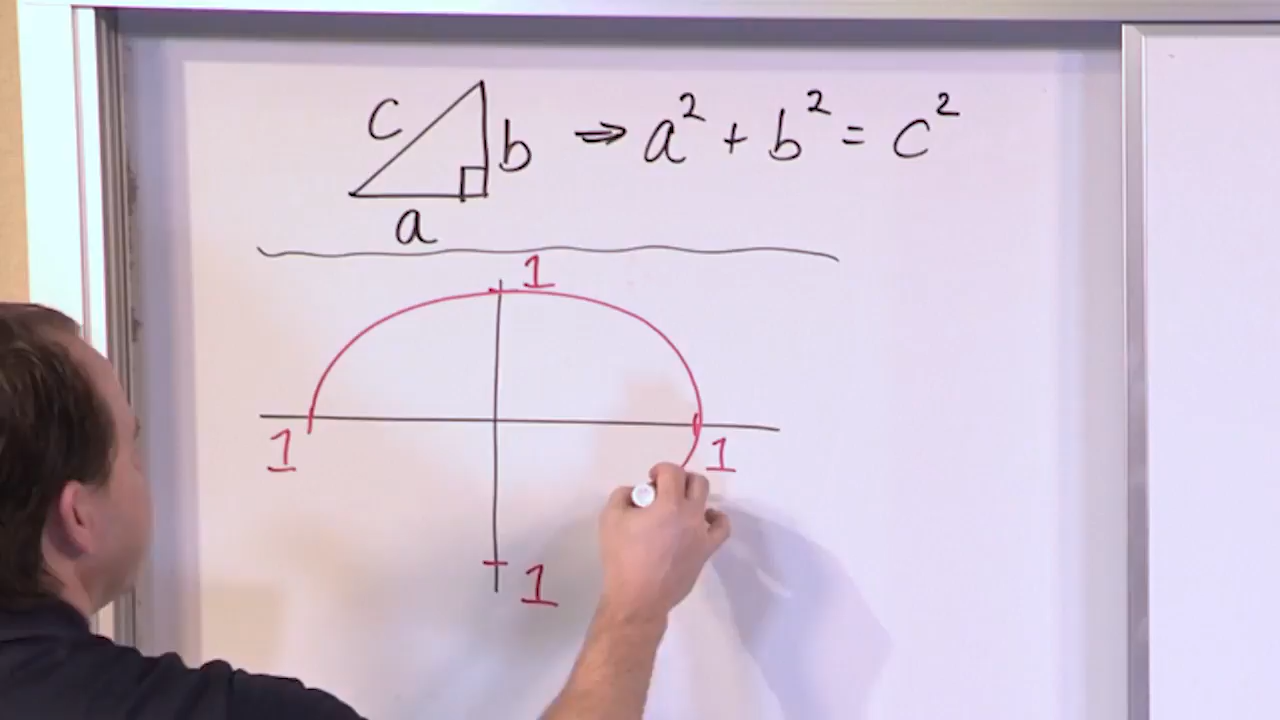 c b ⇒ a² + b² = c²
a
1
1 1
1